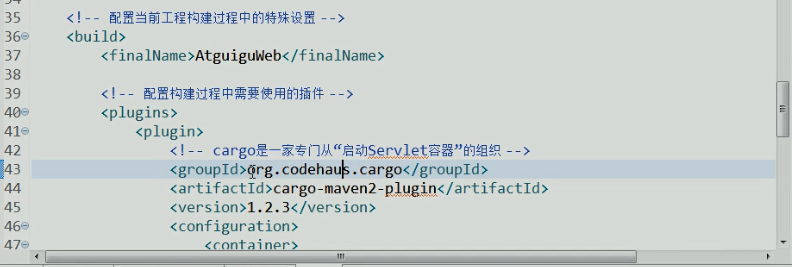 35 <!-- 配置当前工程构建过程中的特殊设置 -->
36 <build>
37 <finalName>AtguiguWeb</finalName>
38
39 <!-- 配置构建过程中需要使用的插件 -->
40 <plugins>
41 <plugin>
42 <!-- cargo是一家专门从“启动Servlet容器”的组织 -->
43 <groupId>org.codehaus.cargo</groupId>
44 <artifactId>cargo-maven2-plugin</artifactId>
45 <version>1.2.3</version>
46 <configuration>
47 <container>